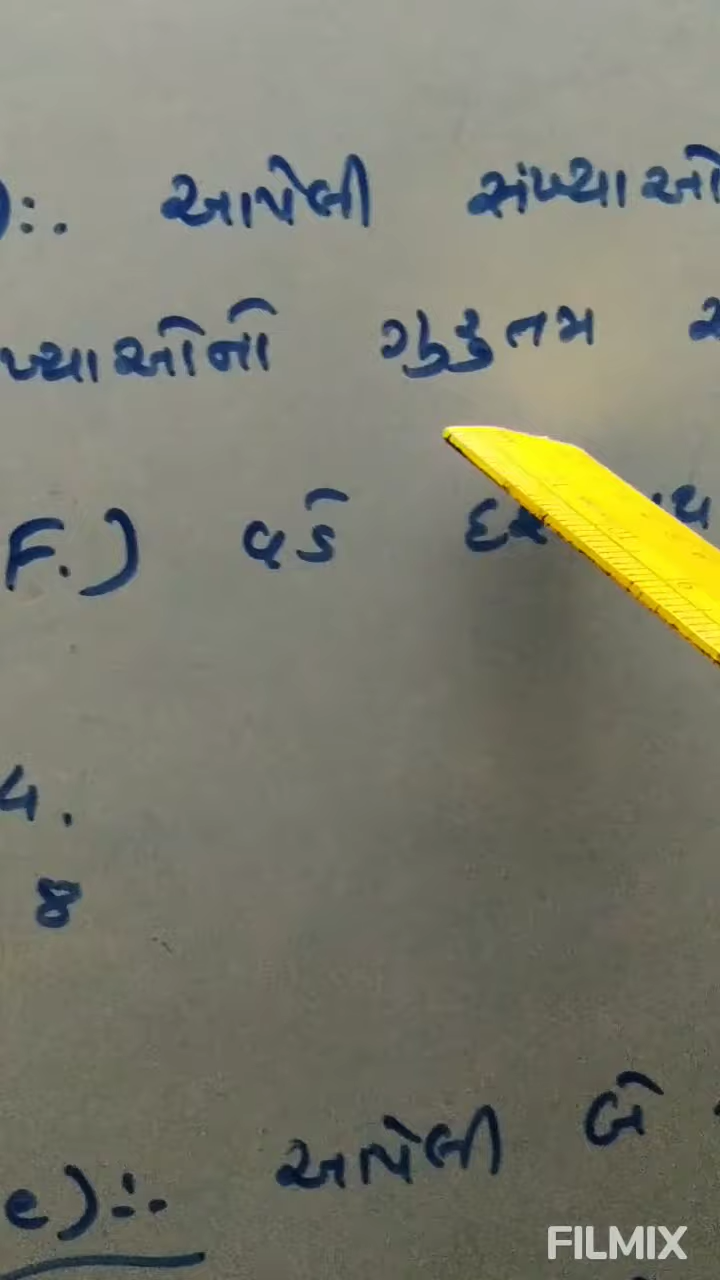 ):. આપેલી સંખ્યાઓ
ખ્યાઓનો ગુરુતમ
F.) વડે
4.
8
e):- આપેલી બે
FILMIX